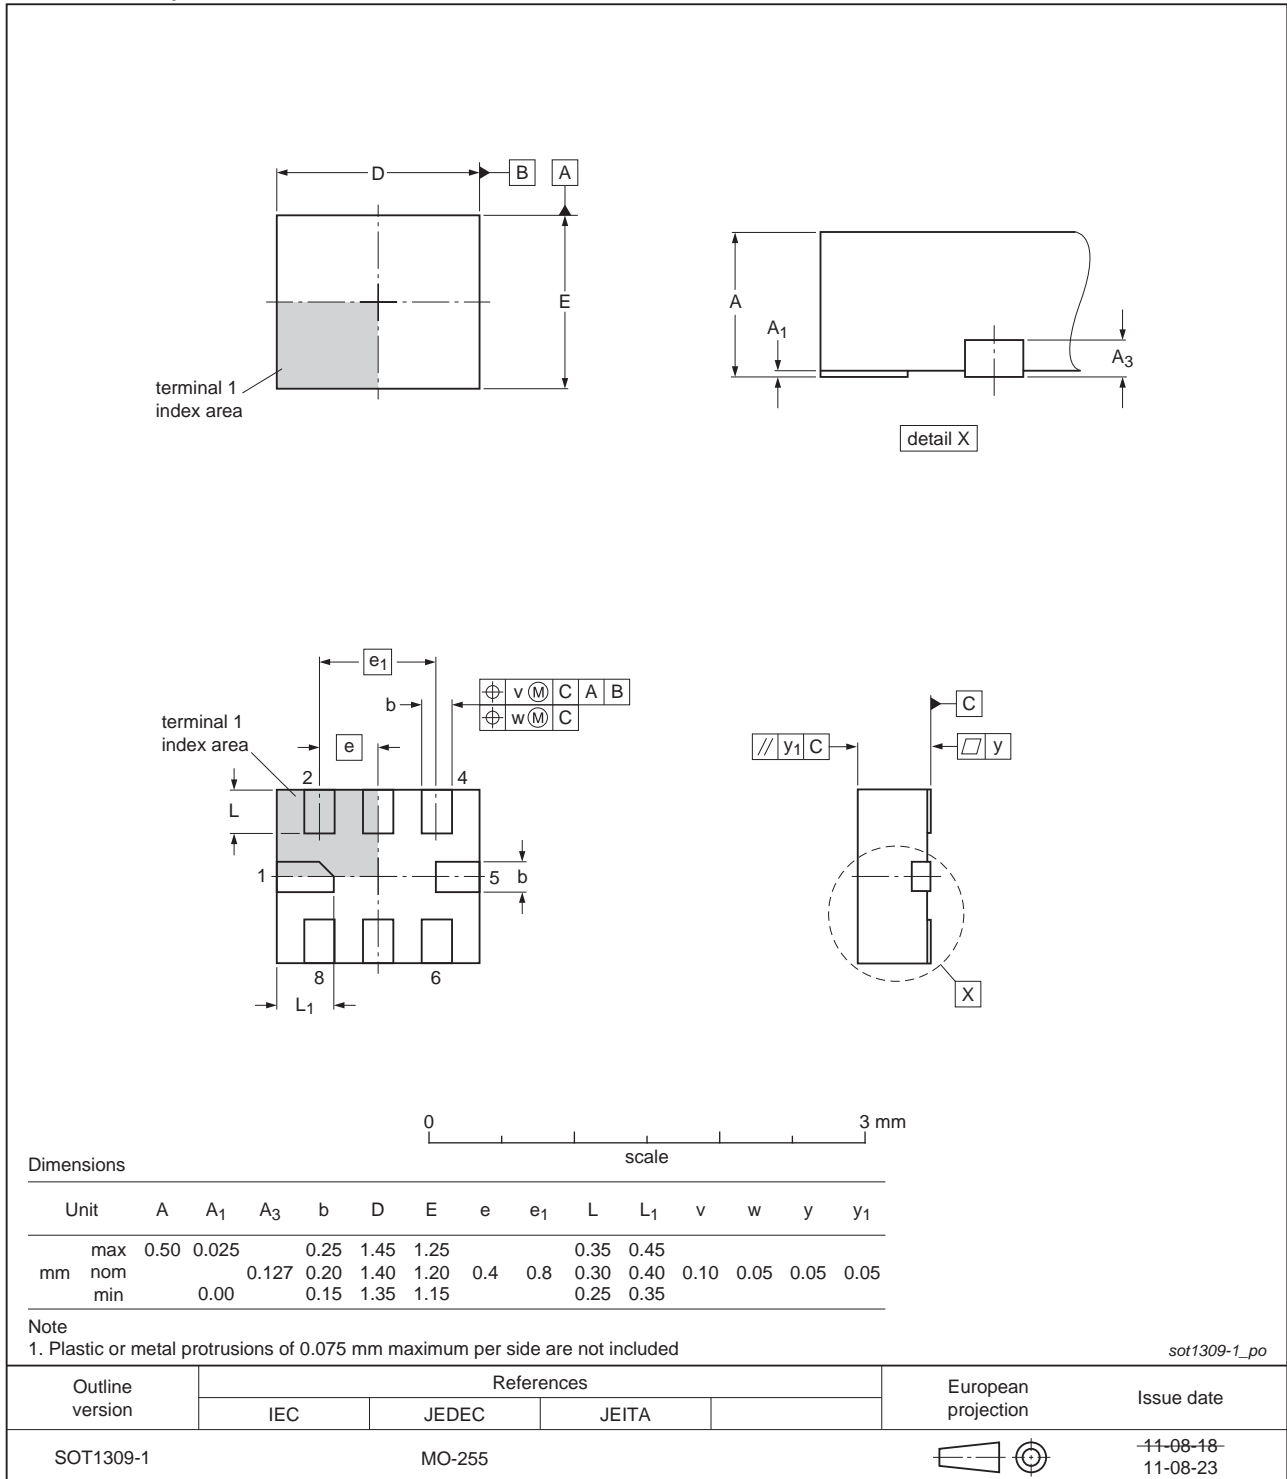 D
B
A
E
terminal 1
index area
A
A1
A3
detail X
e1
b
v M C A B
w M C
terminal 1
index area
e
2
4
L
1
5
b
8
6
L1
C
// y1 C
y
X
0
3 mm
scale
Dimensions
Unit A A1 A3 b D E e e1 L L1 v w y y1
max 0.50 0.025 0.25 1.45 1.25 0.35 0.45
mm nom 0.127 0.20 1.40 1.20 0.4 0.8 0.30 0.40 0.10 0.05 0.05 0.05
min 0.00 0.15 1.35 1.15 0.25 0.35
Note
1. Plastic or metal protrusions of 0.075 mm maximum per side are not included
sot1309-1_po
Outline version
References
European projection
Issue date
IEC JEDEC JEITA
SOT1309-1
MO-255
11-08-18
11-08-23